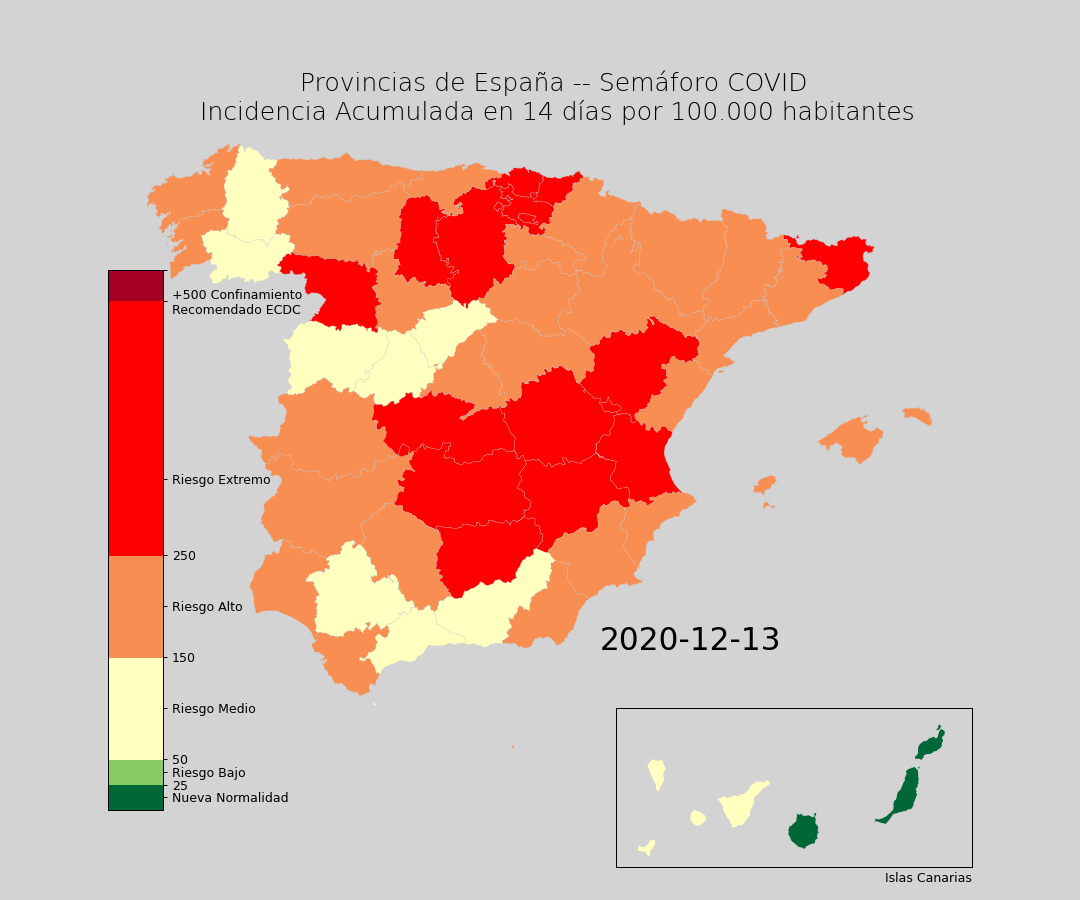 Provincias de España -- Semáforo COVID
Incidencia Acumulada en 14 días por 100.000 habitantes
+500 Confinamiento
Recomendado ECDC
Riesgo Extremo
250
Riesgo Alto
150
Riesgo Medio
50
Riesgo Bajo
25
Nueva Normalidad
2020-12-13
Islas Canarias